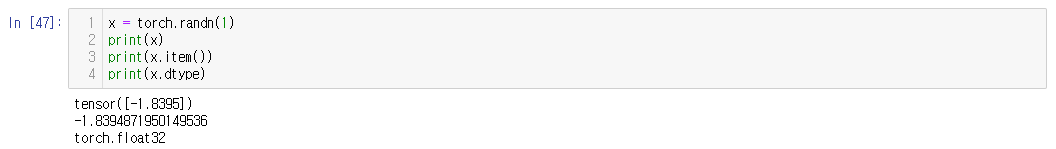 In [47]:
1 x = torch.randn(1)
2 print(x)
3 print(x.item())
4 print(x.dtype)
tensor([-1.8395])
-1.8394871950149536
torch.float32